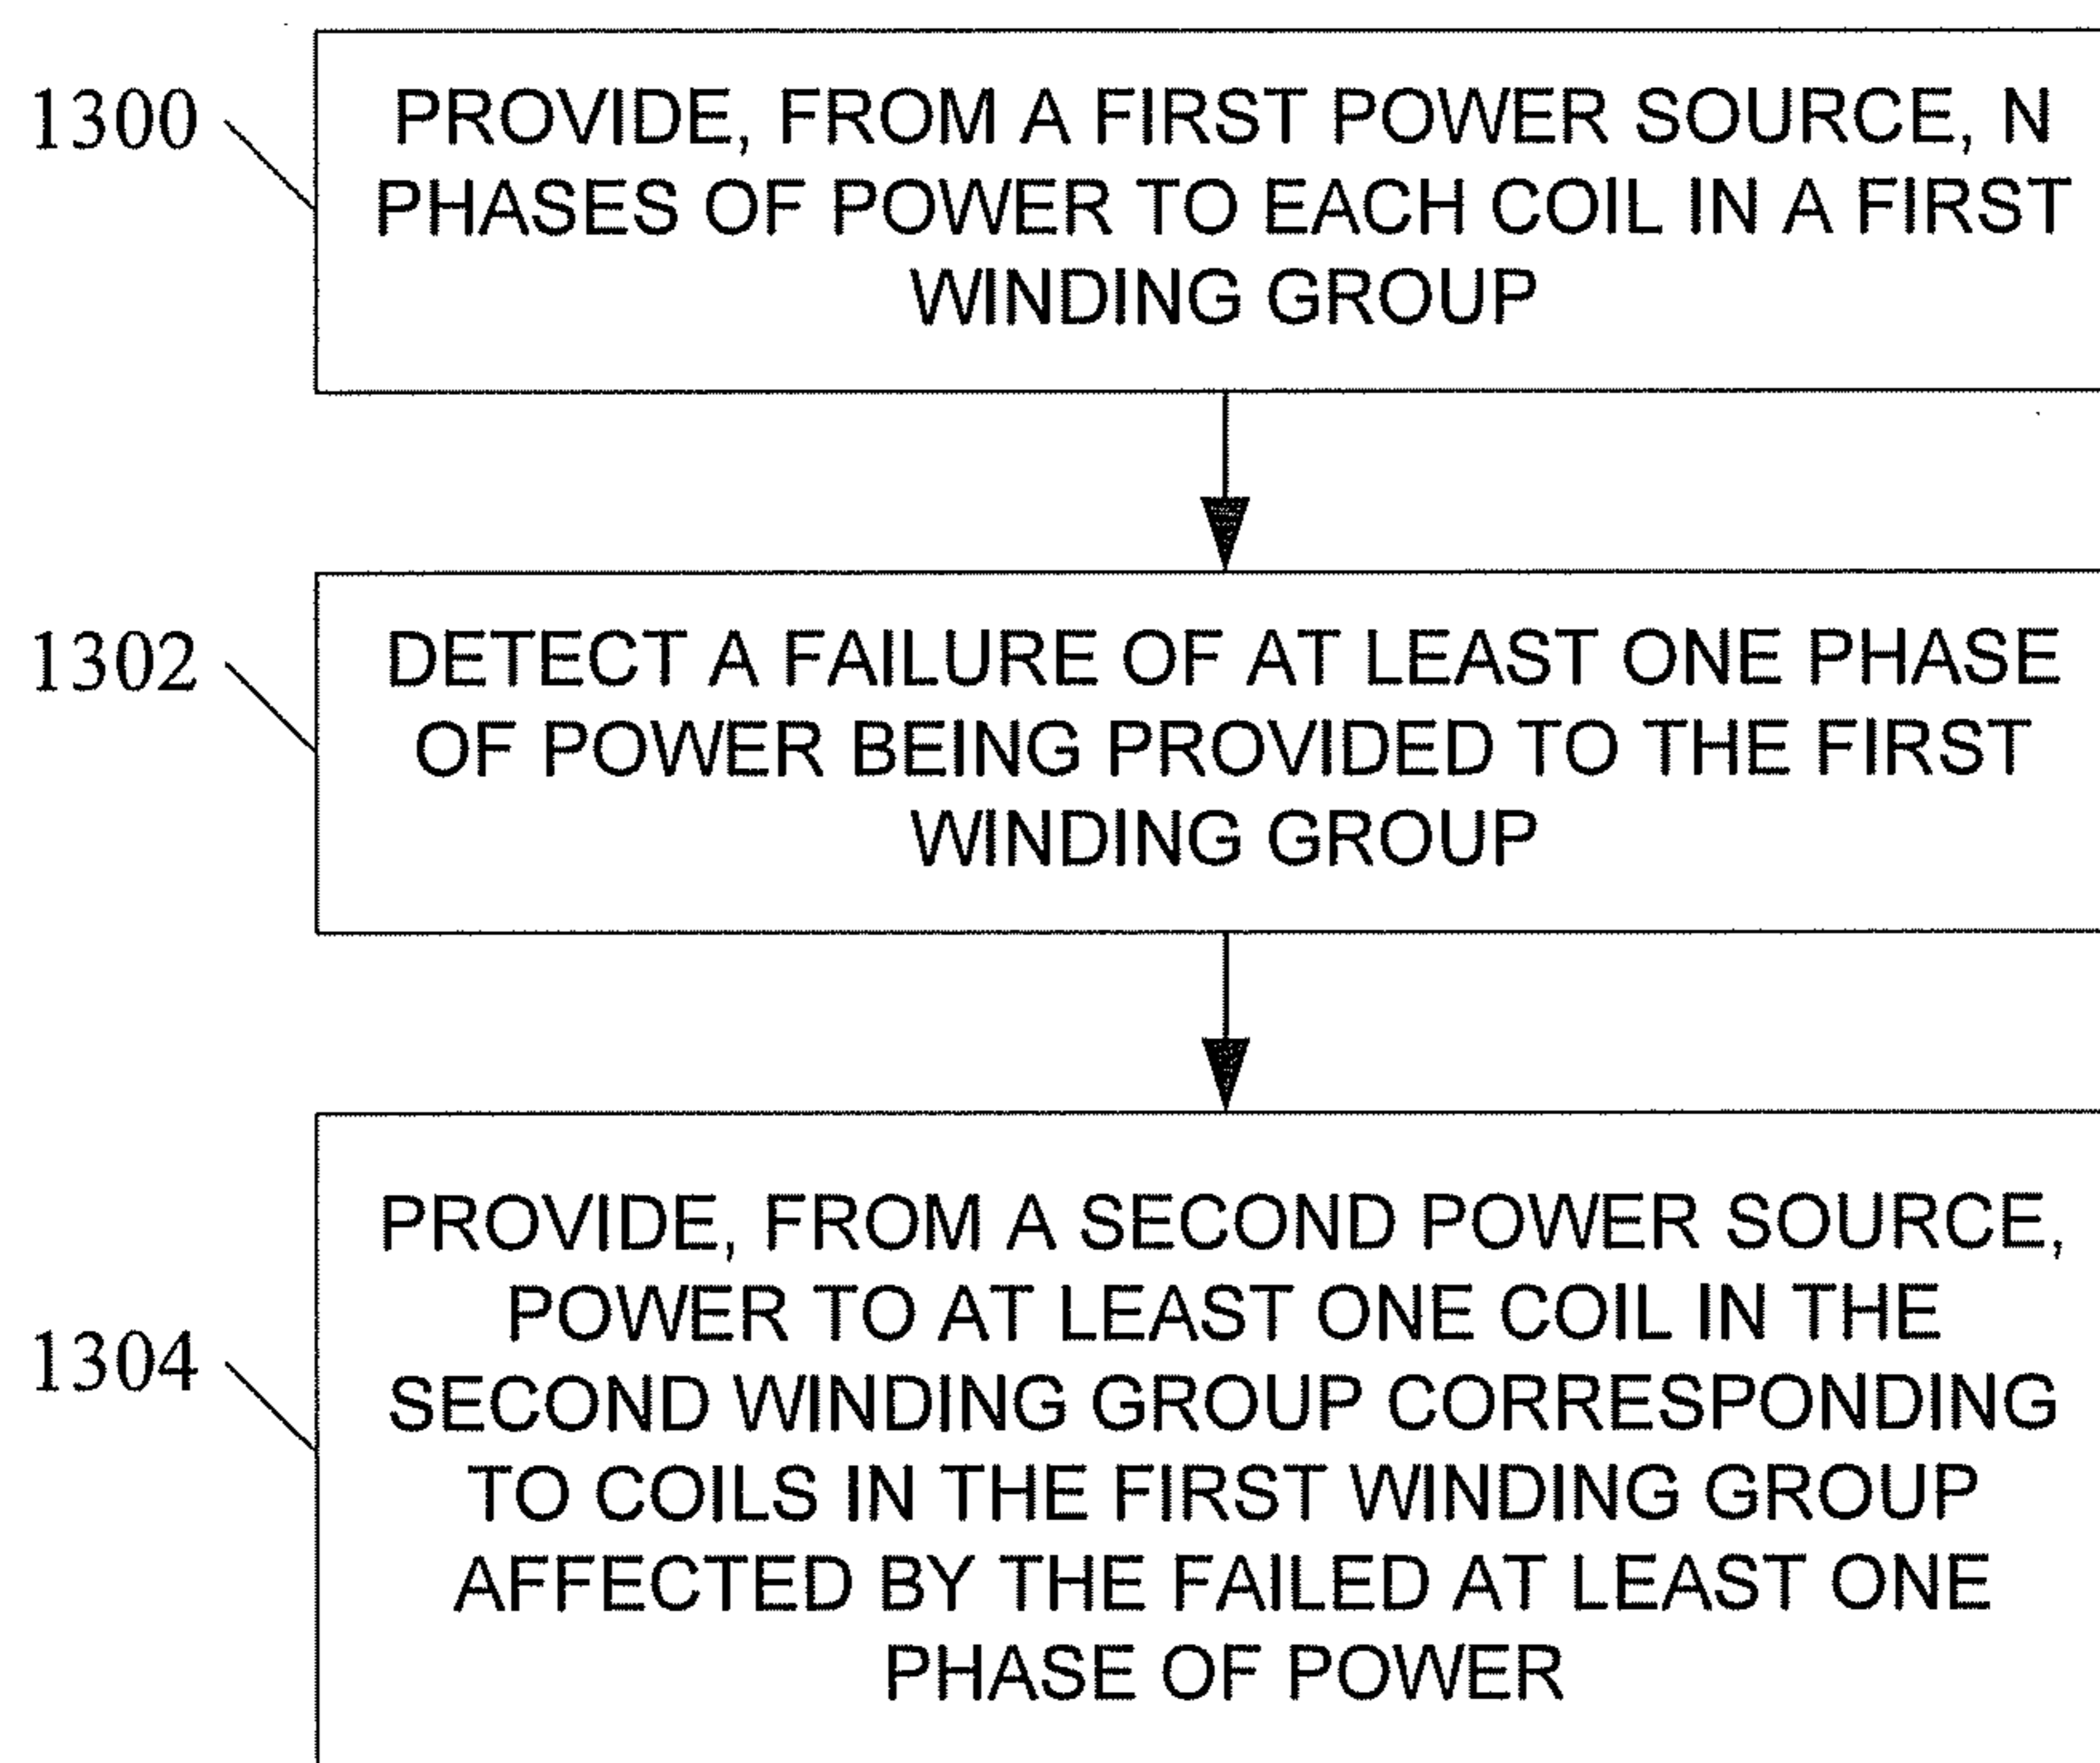 1300
PROVIDE, FROM A FIRST POWER SOURCE, N
PHASES OF POWER TO EACH COIL IN A FIRST
WINDING GROUP
1302
DETECT A FAILURE OF AT LEAST ONE PHASE
OF POWER BEING PROVIDED TO THE FIRST
WINDING GROUP
1304
PROVIDE, FROM A SECOND POWER SOURCE,
POWER TO AT LEAST ONE COIL IN THE
SECOND WINDING GROUP CORRESPONDING
TO COILS IN THE FIRST WINDING GROUP
AFFECTED BY THE FAILED AT LEAST ONE
PHASE OF POWER